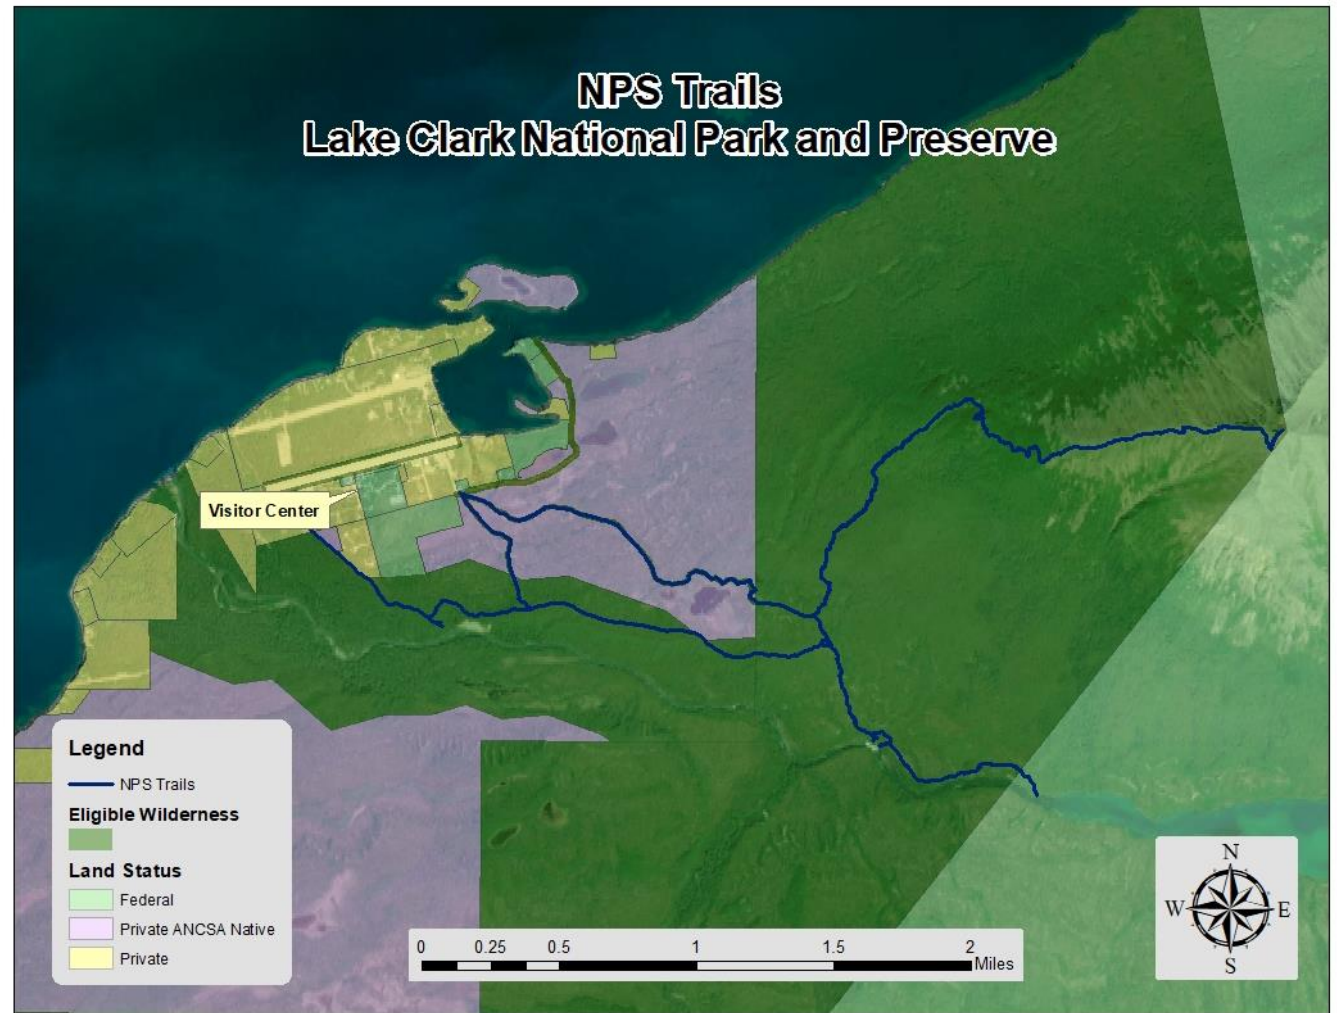 NPS Trails
Lake Clark National Park and Preserve
Visitor Center
Legend
NPS Trails
Eligible Wilderness
Land Status
Federal
Private ANCSA Native
Private
0 0.25 0.5 1 1.5 2
Miles
N
W E
S